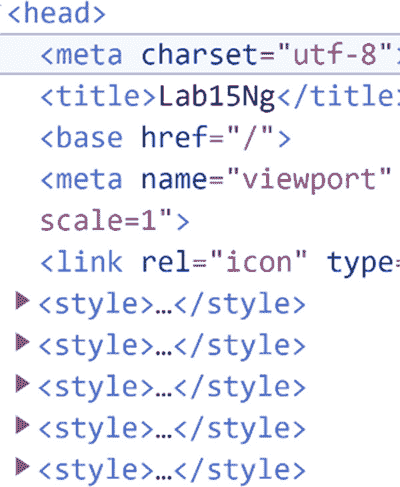 <head>
<meta charset="utf-8">
<title>Lab15Ng</title>
<base href="/">
<meta name="viewport"
scale=1">
<link rel="icon" type=
▶<style>…</style>
▶<style>…</style>
▶<style>…</style>
▶<style>…</style>
▶<style>…</style>